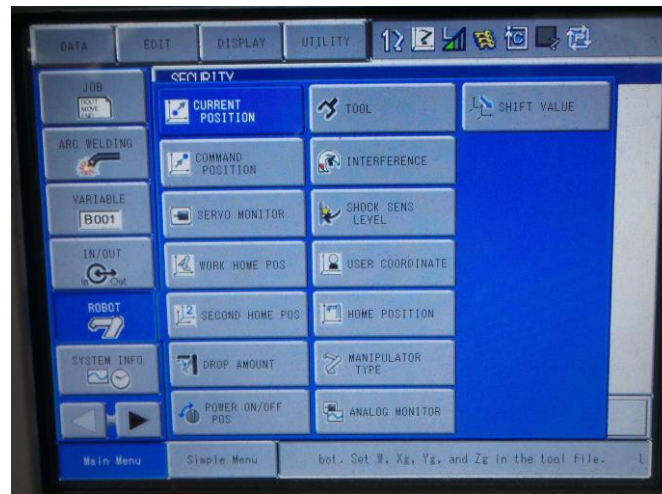 DATA
EDIT
DISPLAY
UTILITY
JOB
DOUT
MOVE
END
ARC WELDING
VARIABLE
B001
IN/OUT
In Out
ROBOT
SYSTEM INFO
SECURITY
CURRENT
POSITION
COMMAND
POSITION
SERVO MONITOR
WORK HOME POS
SECOND HOME POS
DROP AMOUNT
POWER ON/OFF
POS
TOOL
INTERFERENCE
SHOCK SENS
LEVEL
USER COORDINATE
HOME POSITION
MANIPULATOR
TYPE
ANALOG MONITOR
SHIFT VALUE
Main Menu
Simple Menu
bot. Set W, Xg, Yg, and Zg in the tool file.